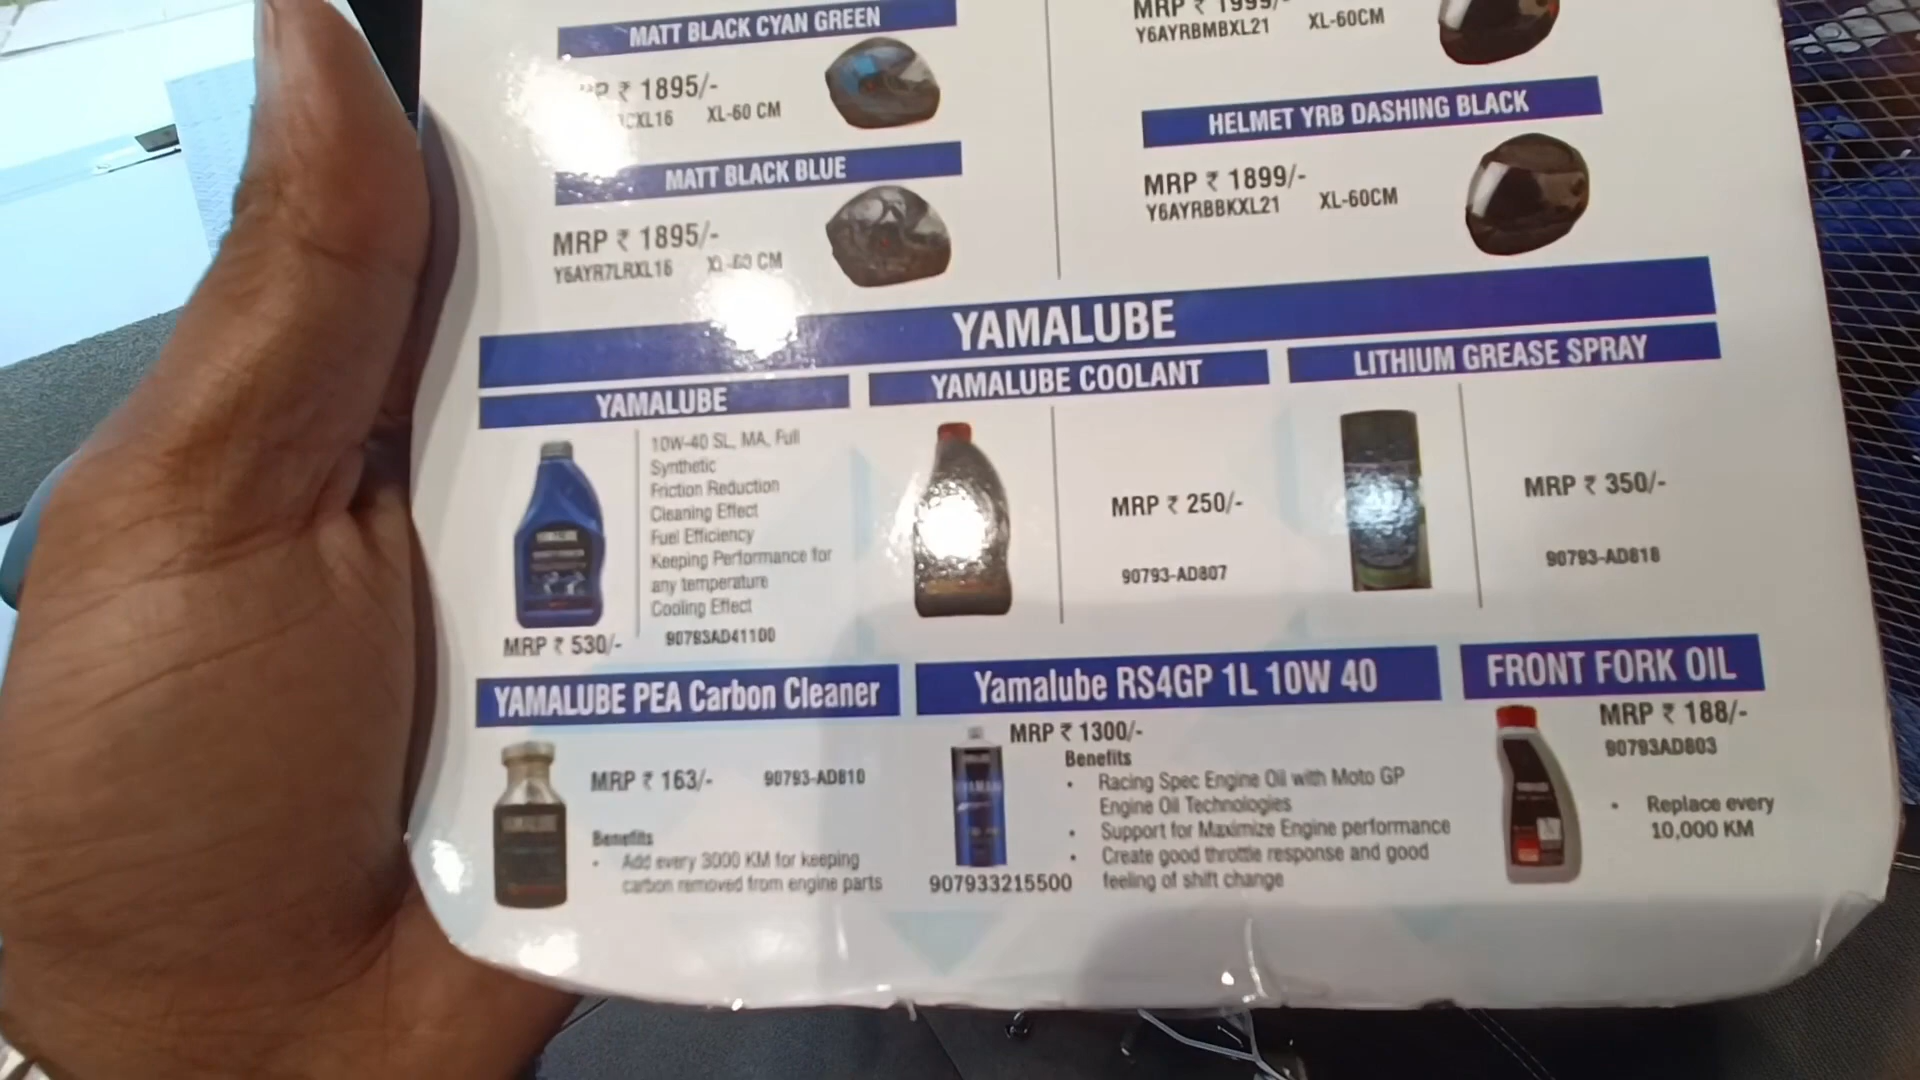 MATT BLACK CYAN GREEN
₹ 1895/-
CXL16 XL-60 CM
MATT BLACK BLUE
MRP ₹ 1895/-
Y6AYR7LRXL16 XL-60 CM
MRP ₹ 1999/-
Y6AYRBMBXL21 XL-60CM
HELMET YRB DASHING BLACK
MRP ₹ 1899/-
Y6AYRBBKXL21 XL-60CM
YAMALUBE
YAMALUBE
10W-40 SL, MA, Full
Synthetic
Friction Reduction
Cleaning Effect
Fuel Efficiency
Keeping Performance for
any temperature
Cooling Effect
MRP ₹ 530/-
90793AD41100
YAMALUBE COOLANT
MRP ₹ 250/-
90793-AD807
LITHIUM GREASE SPRAY
MRP ₹ 350/-
90793-AD818
YAMALUBE PEA Carbon Cleaner
MRP ₹ 163/- 90793-AD810
Benefits
• Add every 3000 KM for keeping
carbon removed from engine parts
Yamalube RS4GP 1L 10W 40
MRP ₹ 1300/-
Benefits
• Racing Spec Engine Oil with Moto GP
Engine Oil Technologies
• Support for Maximize Engine performance
• Create good throttle response and good
feeling of shift change
907933215500
FRONT FORK OIL
MRP ₹ 188/-
90793AD803
• Replace every
10,000 KM